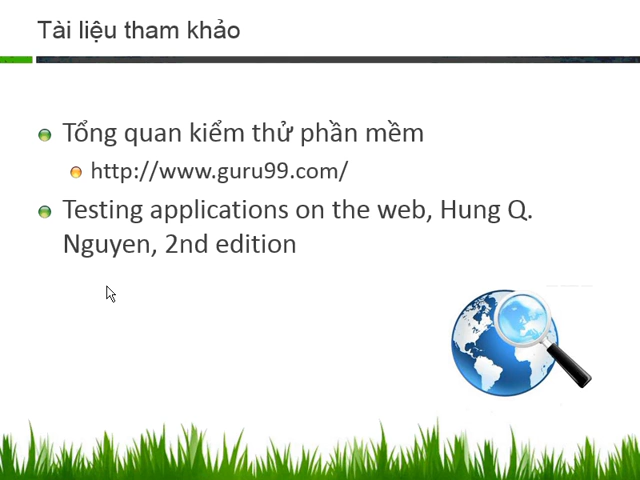 Tài liệu tham khảo
Tổng quan kiểm thử phần mềm
http://www.guru99.com/
Testing applications on the web, Hung Q.
Nguyen, 2nd edition